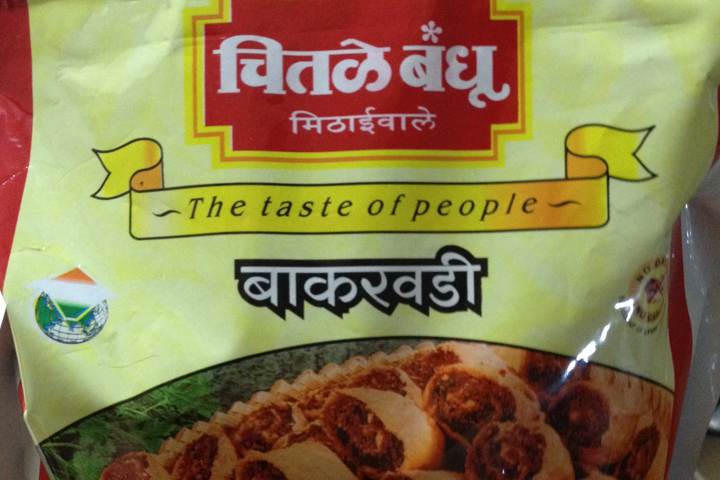 चितळे बंधू
मिठाईवाले
The taste of people
बाकरवडी